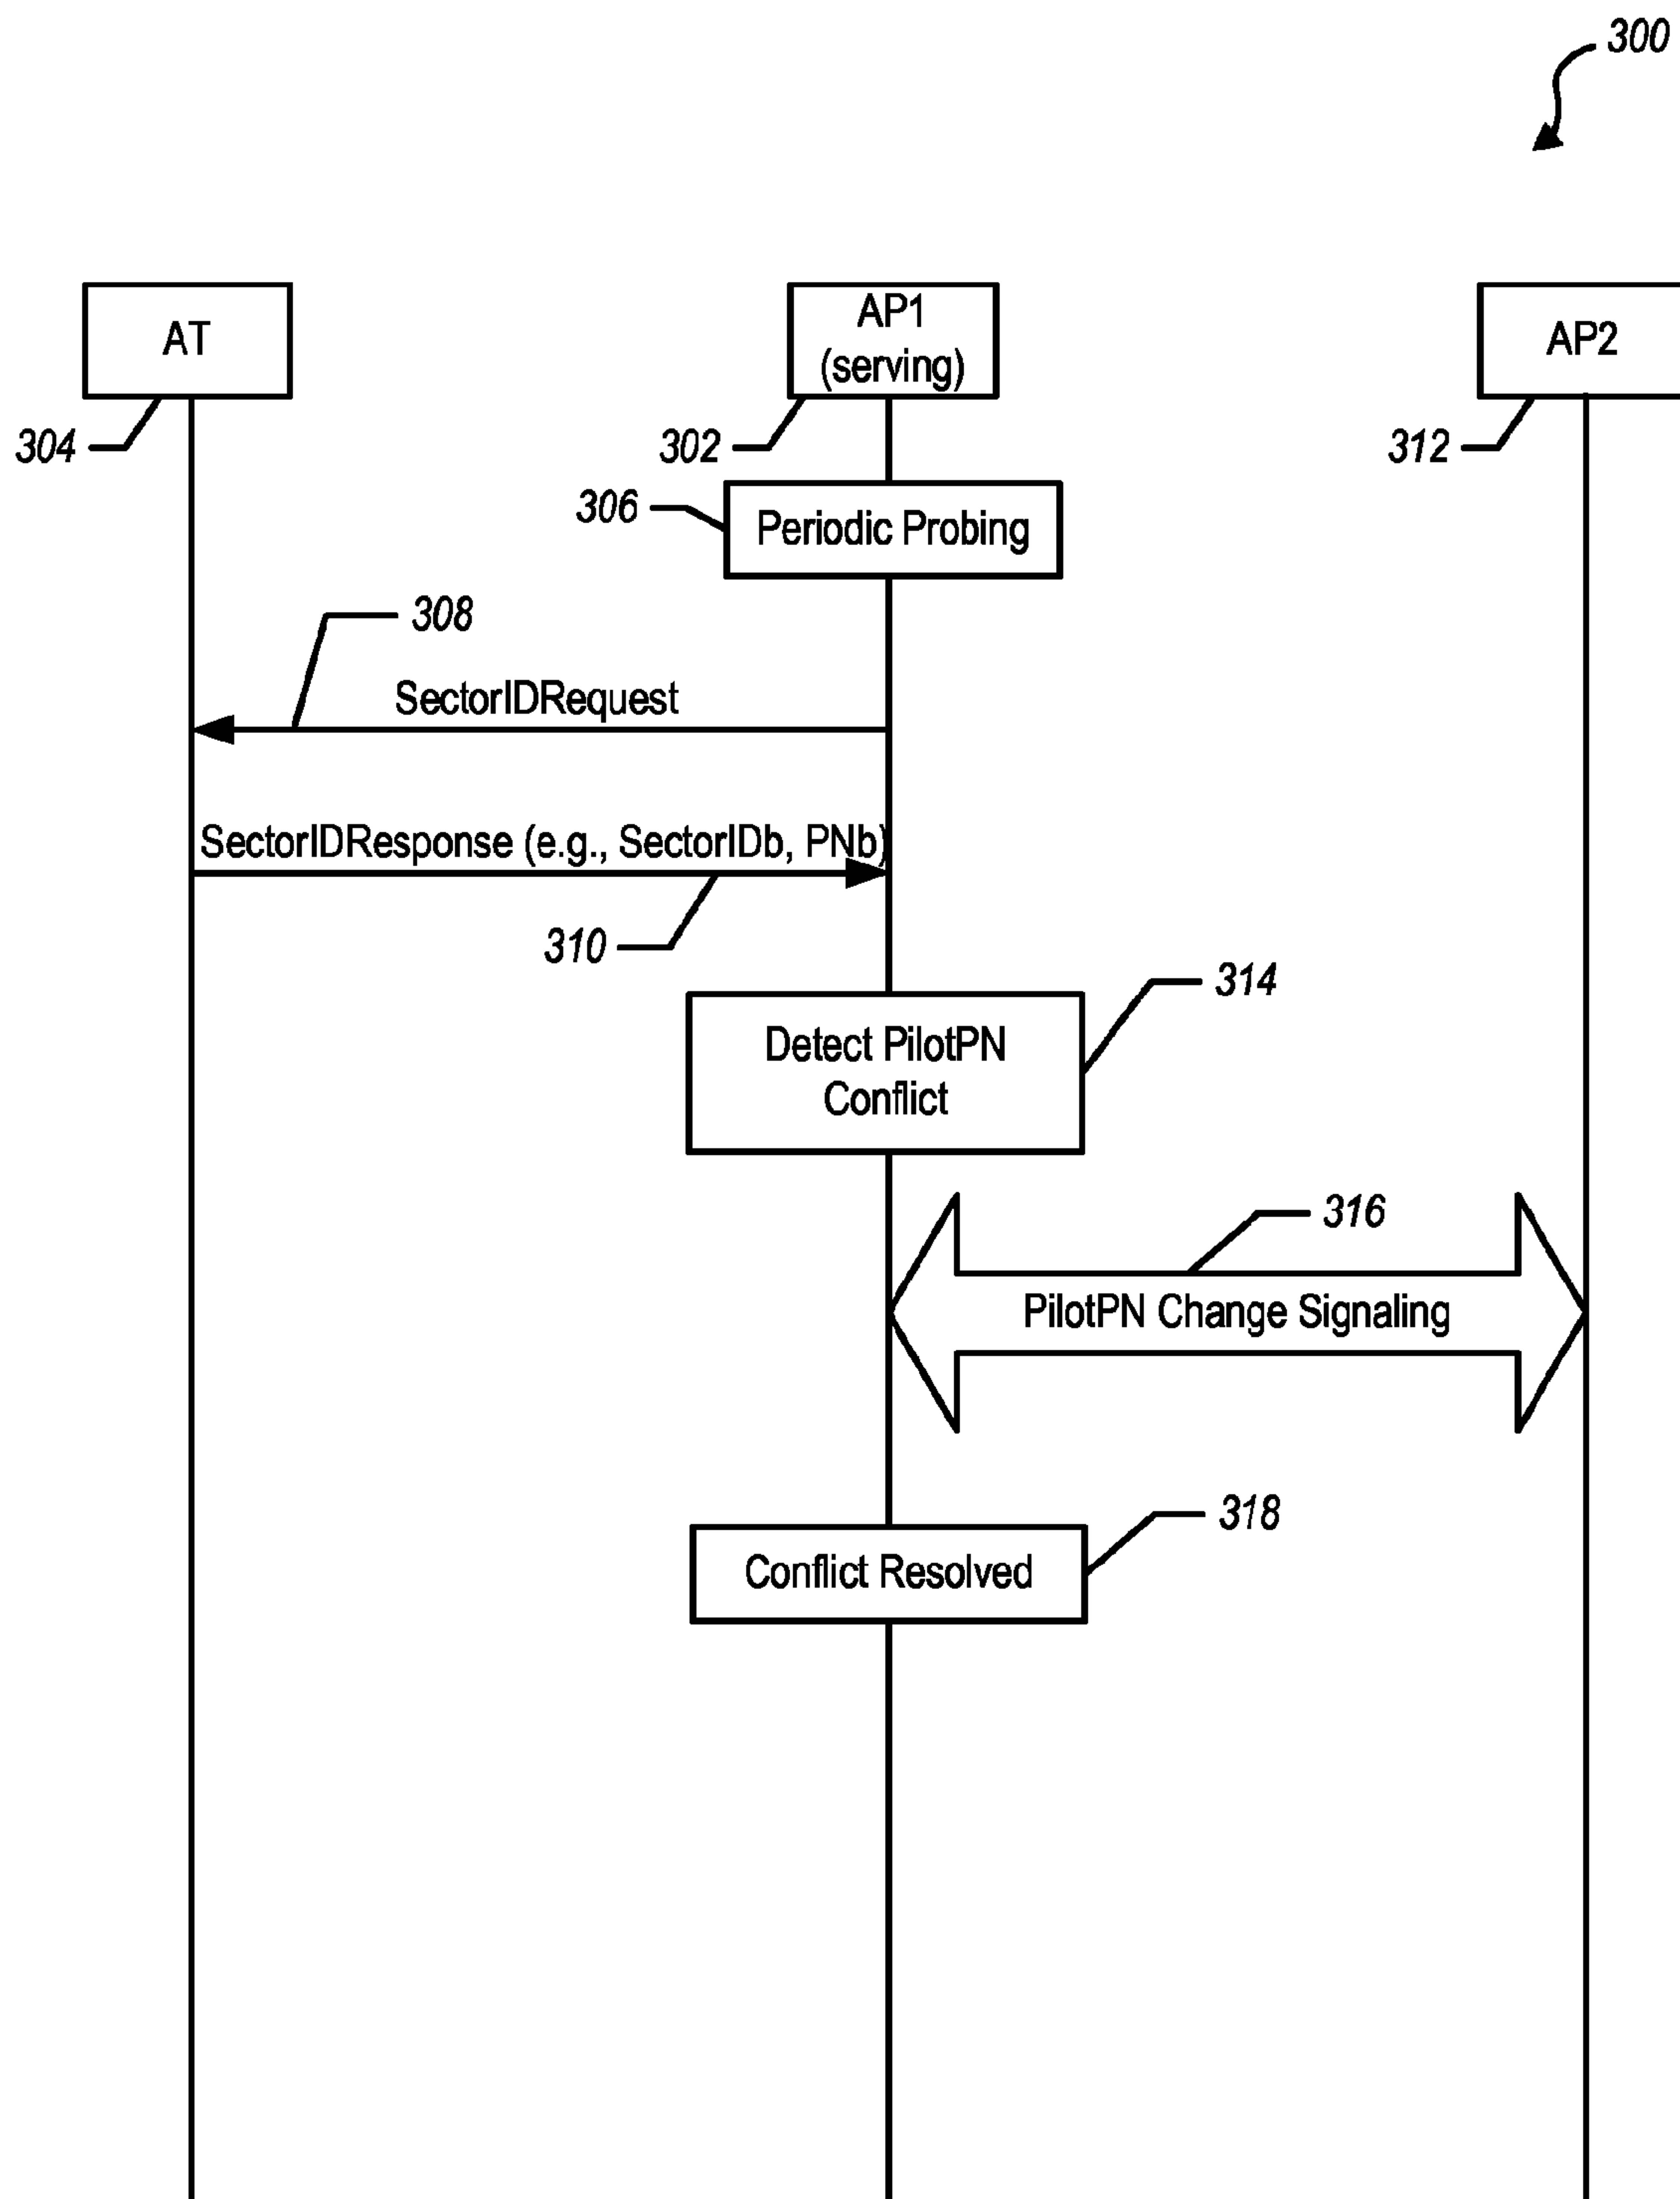 300
AT
AP1
(serving)
AP2
304
302
312
306
Periodic Probing
308
SectorIDRequest
SectorIDResponse (e.g., SectorIDb, PNb)
310
314
Detect PilotPN
Conflict
316
PilotPN Change Signaling
318
Conflict Resolved